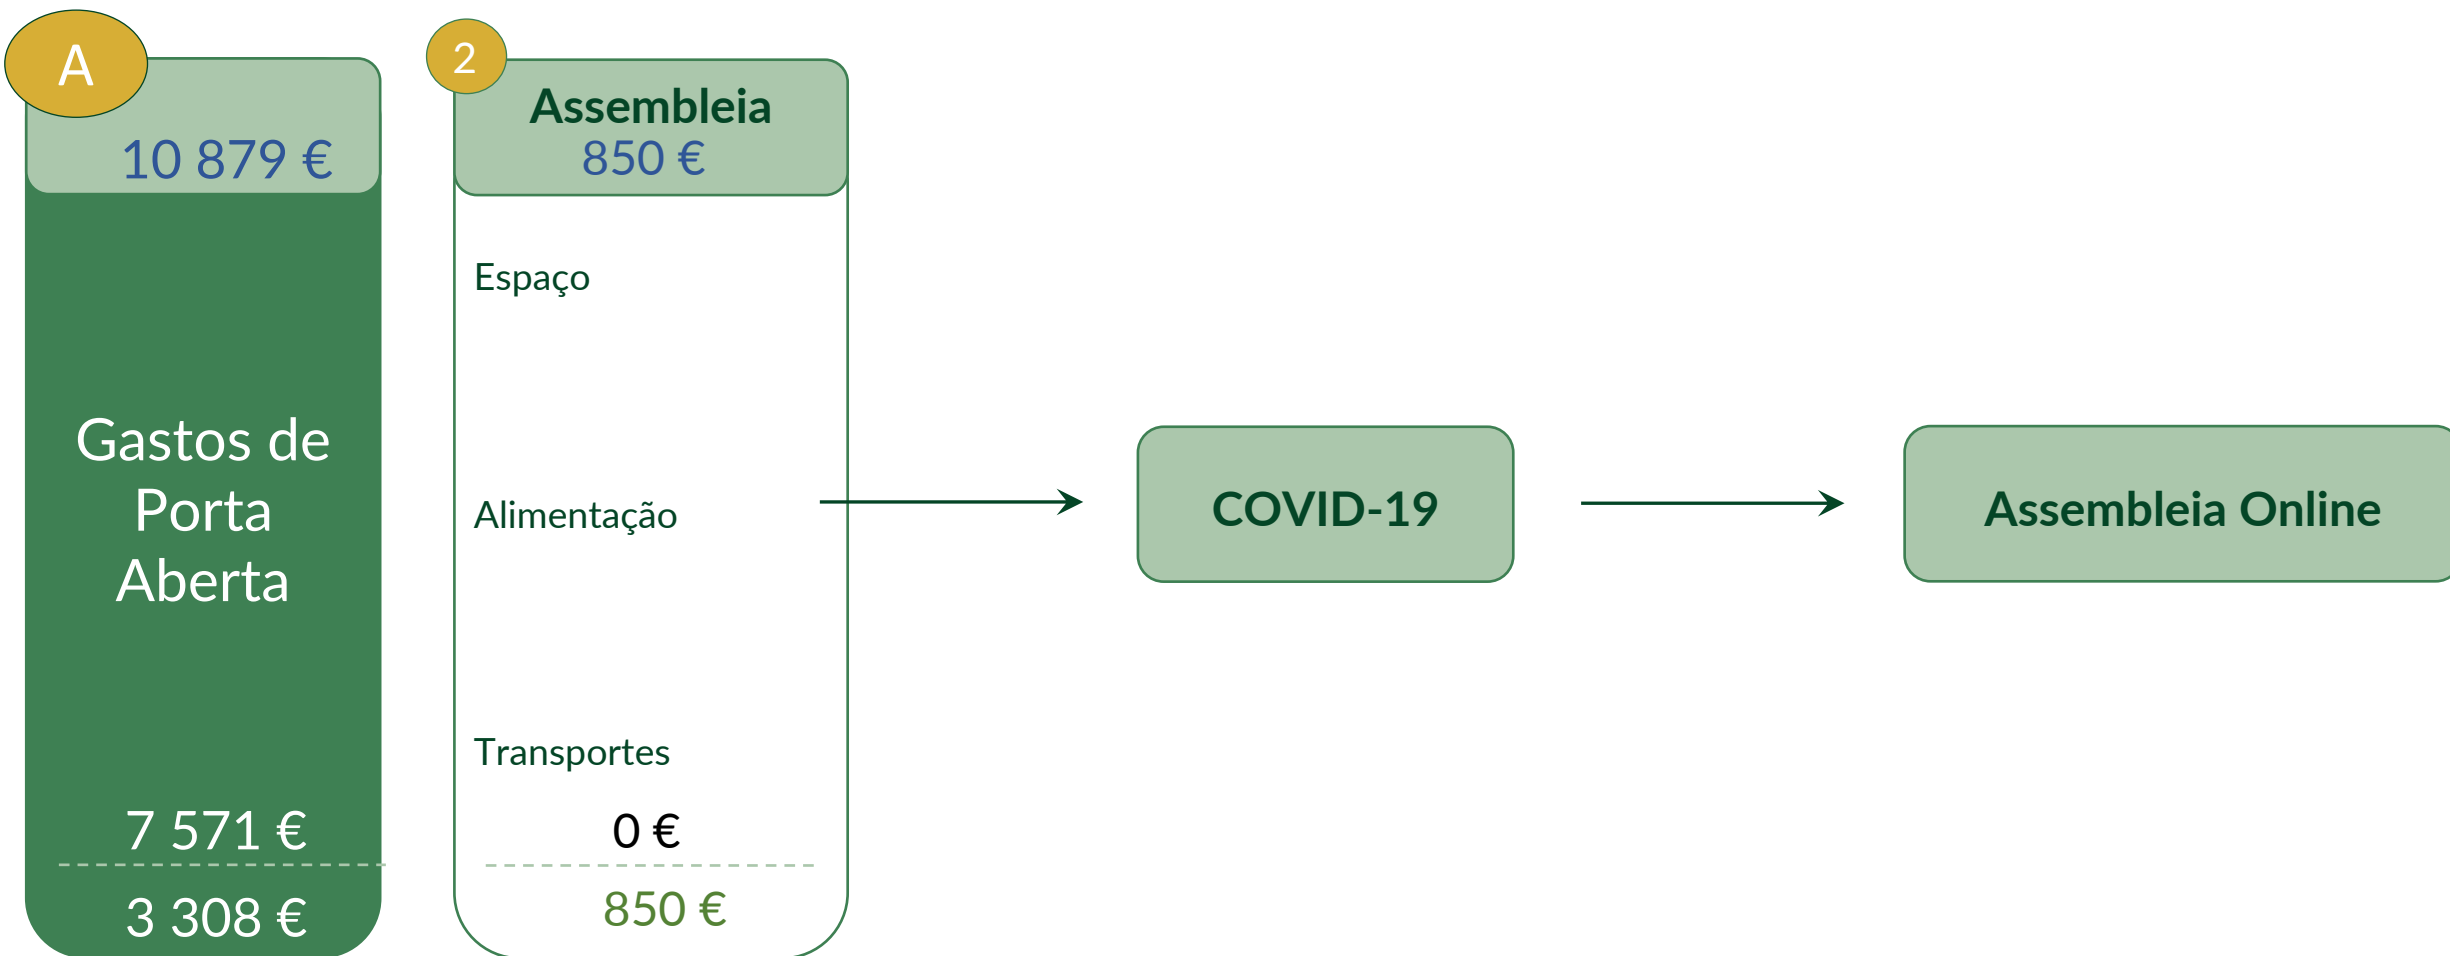 A
10 879 €
Gastos de
Porta
Aberta
7 571 €
3 308 €
2
Assembleia
850 €
Espaço
Alimentação
Transportes
0 €
850 €
COVID-19
Assembleia Online